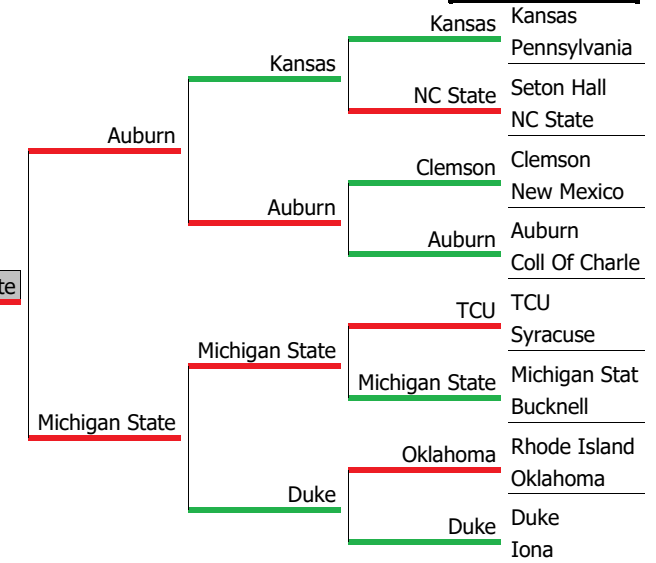 Kansas
Kansas
Pennsylvania
Kansas
NC State
Seton Hall
NC State
Auburn
Clemson
Clemson
New Mexico
Auburn
Auburn
Auburn
Coll Of Charle
te
TCU
TCU
Syracuse
Michigan State
Michigan State
Michigan Stat
Bucknell
Michigan State
Oklahoma
Rhode Island
Oklahoma
Duke
Duke
Duke
Iona